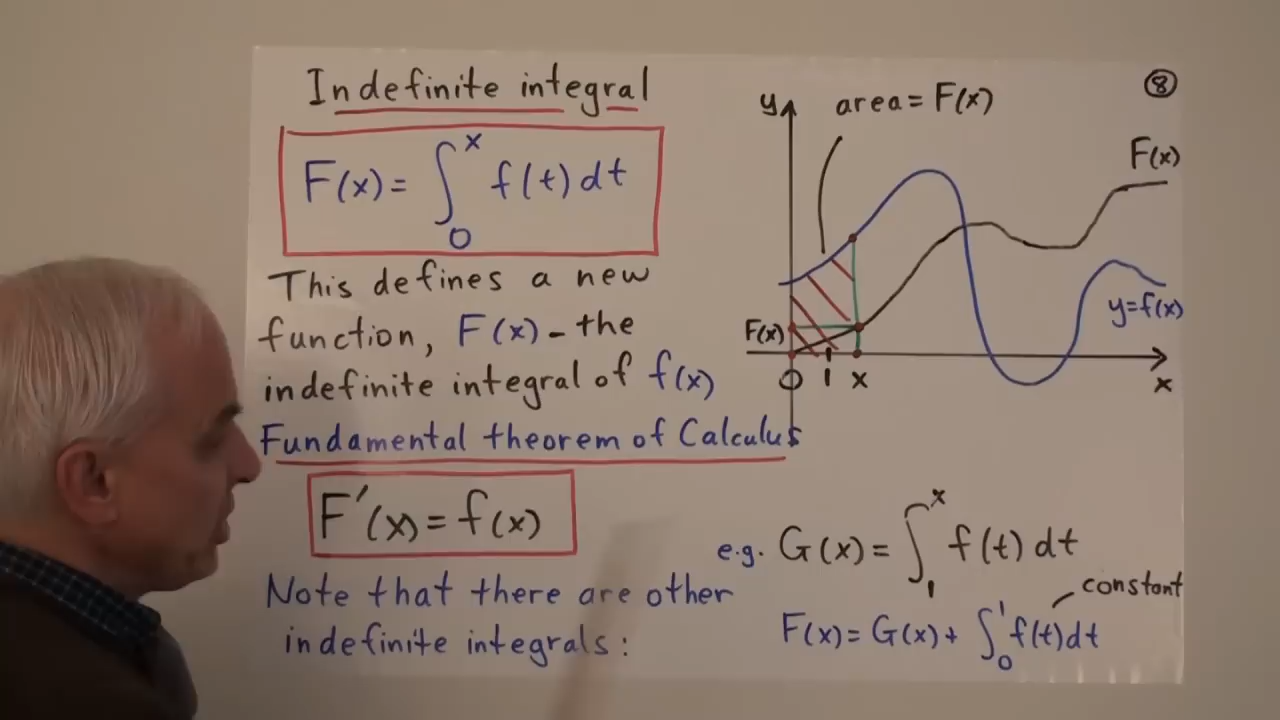 Indefinite integral
F(x) = ∫₀ˣ f(t) dt
This defines a new
function, F(x) - the
indefinite integral of f(x)
Fundamental theorem of Calculus
F'(x) = f(x)
Note that there are other
indefinite integrals:
8
y
area = F(x)
F(x)
y=f(x)
F(x)
0 1 x
x
e.g. G(x) = ∫₁ˣ f(t) dt
constant
F(x) = G(x) + ∫₀¹ f(t)dt